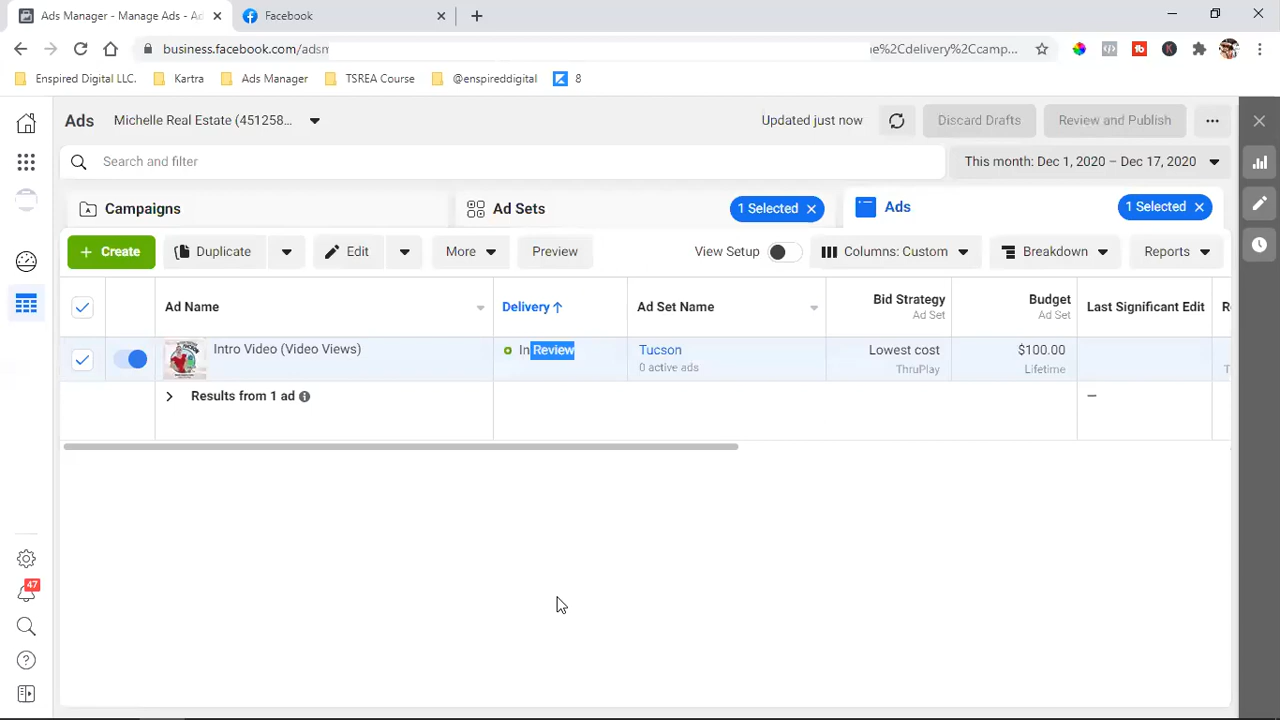 Ads Manager - Manage Ads - Ad
Facebook
business.facebook.com/adsm
e%2Cdelivery%2Ccamp...
Enspired Digital LLC.
Kartra
Ads Manager
TSREA Course
@enspireddigital
8
Ads
Michelle Real Estate (451258...
Updated just now
Discard Drafts
Review and Publish
Search and filter
This month: Dec 1, 2020 – Dec 17, 2020
Campaigns
Ad Sets
1 Selected
Ads
1 Selected
Create
Duplicate
Edit
More
Preview
View Setup
Columns: Custom
Breakdown
Reports
Ad Name
Delivery
Ad Set Name
Bid Strategy
Ad Set
Budget
Ad Set
Last Significant Edit
R
Intro Video (Video Views)
In Review
Tucson
0 active ads
Lowest cost
ThruPlay
$100.00
Lifetime
T
Results from 1 ad
—
47